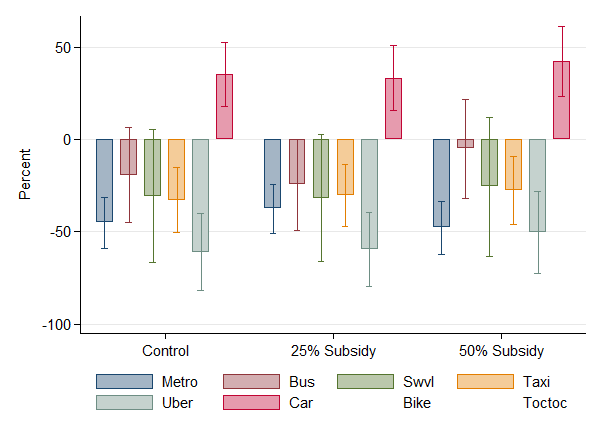 50
0
-50
-100
Percent
Control 25% Subsidy 50% Subsidy
Metro Bus Swvl Taxi
Uber Car Bike Toctoc